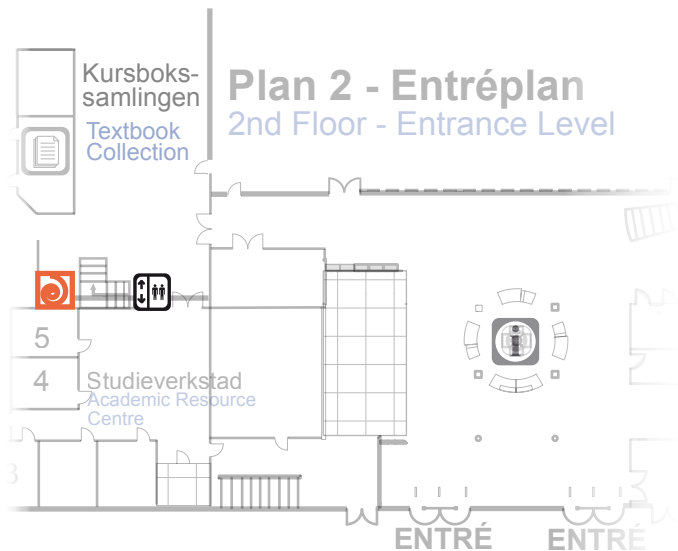 Kursboks-
samlingen
Textbook
Collection
Plan 2 - Entréplan
2nd Floor - Entrance Level
5
4
Studieverkstad
Academic Resource
Centre
3
ENTRÉ
ENTRÉ